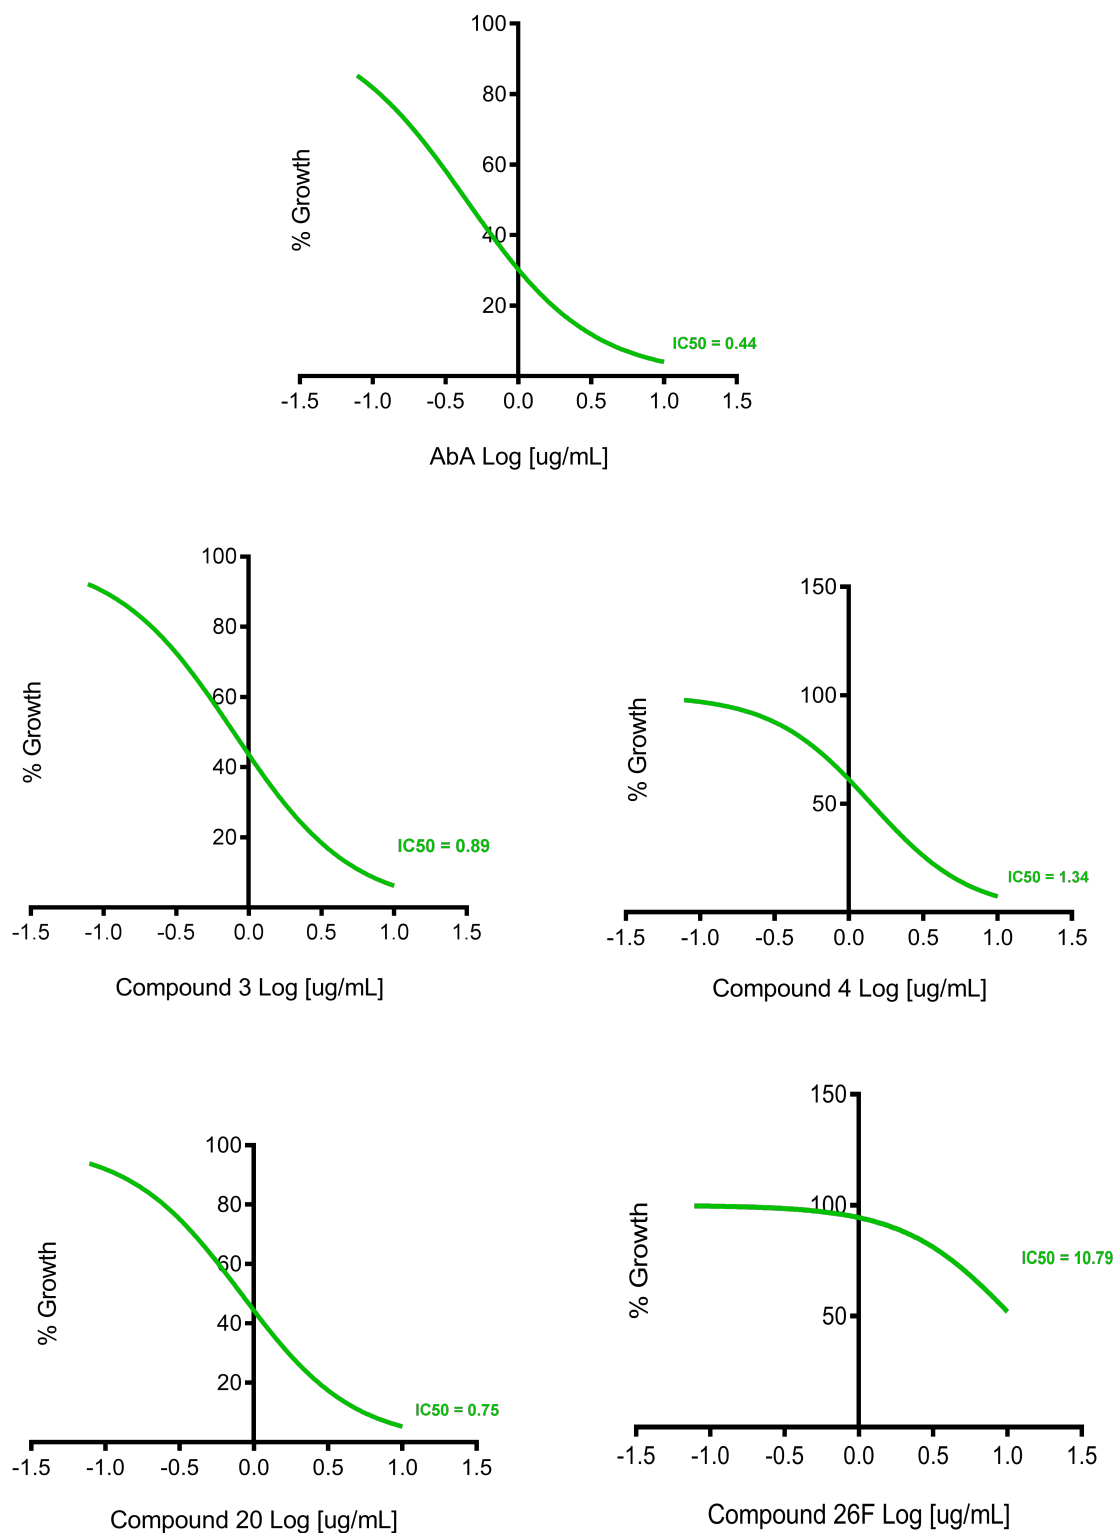 100
80
% Growth
60
40
20
IC50 = 0.44
-1.5 -1.0 -0.5 0.0 0.5 1.0 1.5
AbA Log [ug/mL]
100
80
% Growth
60
40
20
IC50 = 0.89
-1.5 -1.0 -0.5 0.0 0.5 1.0 1.5
Compound 3 Log [ug/mL]
150
100
% Growth
50
IC50 = 1.34
-1.5 -1.0 -0.5 0.0 0.5 1.0 1.5
Compound 4 Log [ug/mL]
100
80
% Growth
60
40
20
IC50 = 0.75
-1.5 -1.0 -0.5 0.0 0.5 1.0 1.5
Compound 20 Log [ug/mL]
150
100
% Growth
50
IC50 = 10.79
-1.5 -1.0 -0.5 0.0 0.5 1.0 1.5
Compound 26F Log [ug/mL]